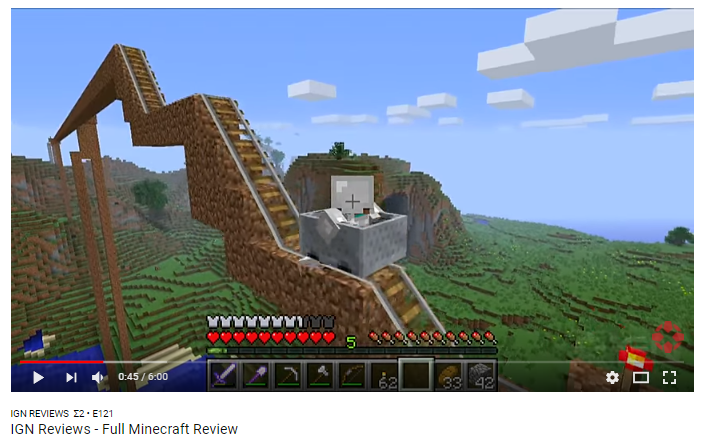 5
62
33
42
0:45 / 6:00
IGN REVIEWS Σ2 • E121
IGN Reviews - Full Minecraft Review